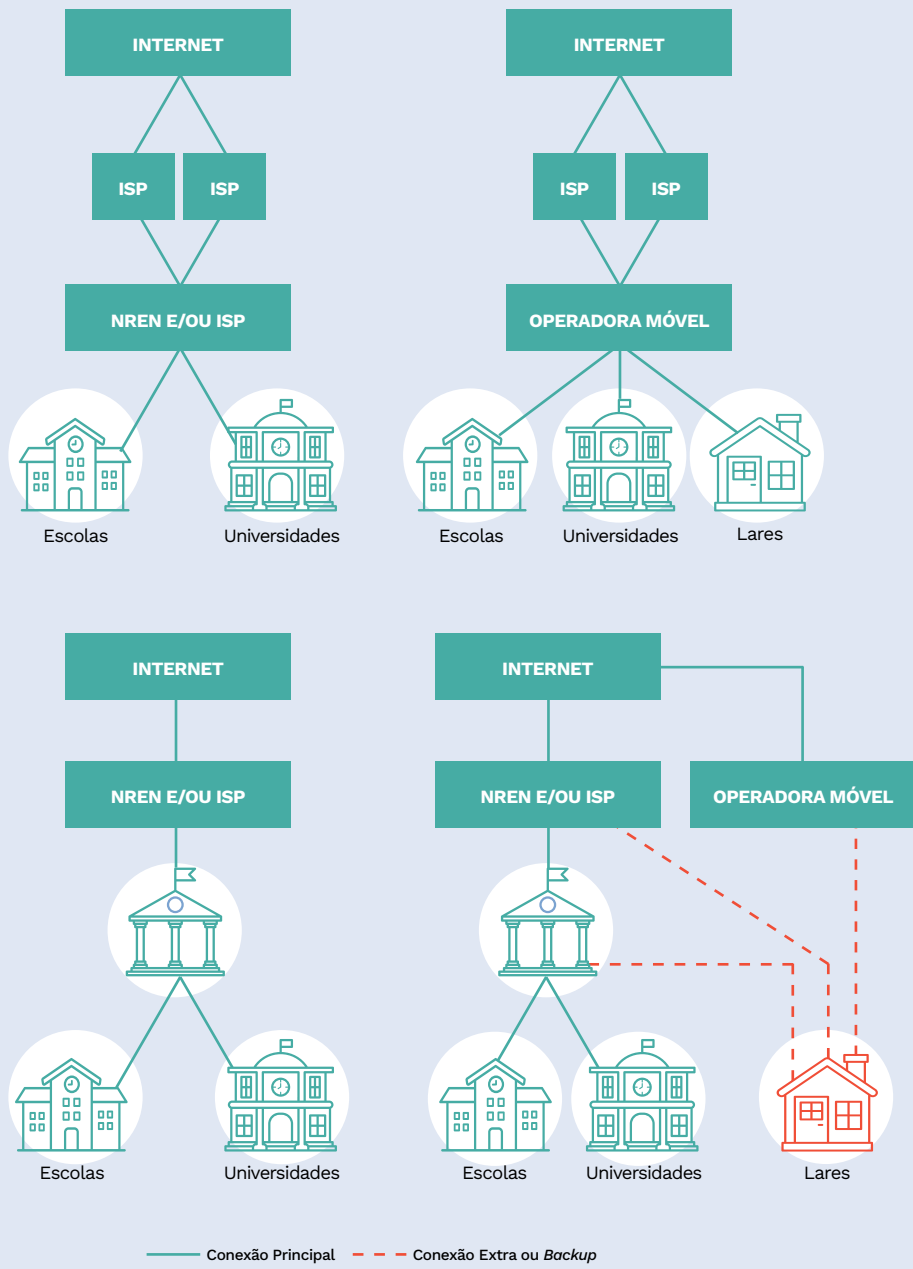 INTERNET
ISP
ISP
NREN E/OU ISP
Escolas
Universidades
INTERNET
ISP
ISP
OPERADORA MÓVEL
Escolas
Universidades
Lares
INTERNET
NREN E/OU ISP
Escolas
Universidades
INTERNET
NREN E/OU ISP
OPERADORA MÓVEL
Escolas
Universidades
Lares
Conexão Principal
Conexão Extra ou Backup